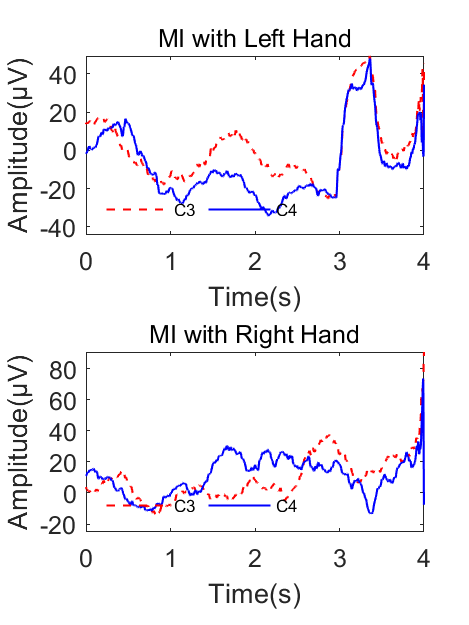 MI with Left Hand
Amplitude(µV)
40
20
0
-20
-40
C3
C4
0 1 2 3 4
Time(s)
MI with Right Hand
Amplitude(µV)
80
60
40
20
0
-20
C3
C4
0 1 2 3 4
Time(s)